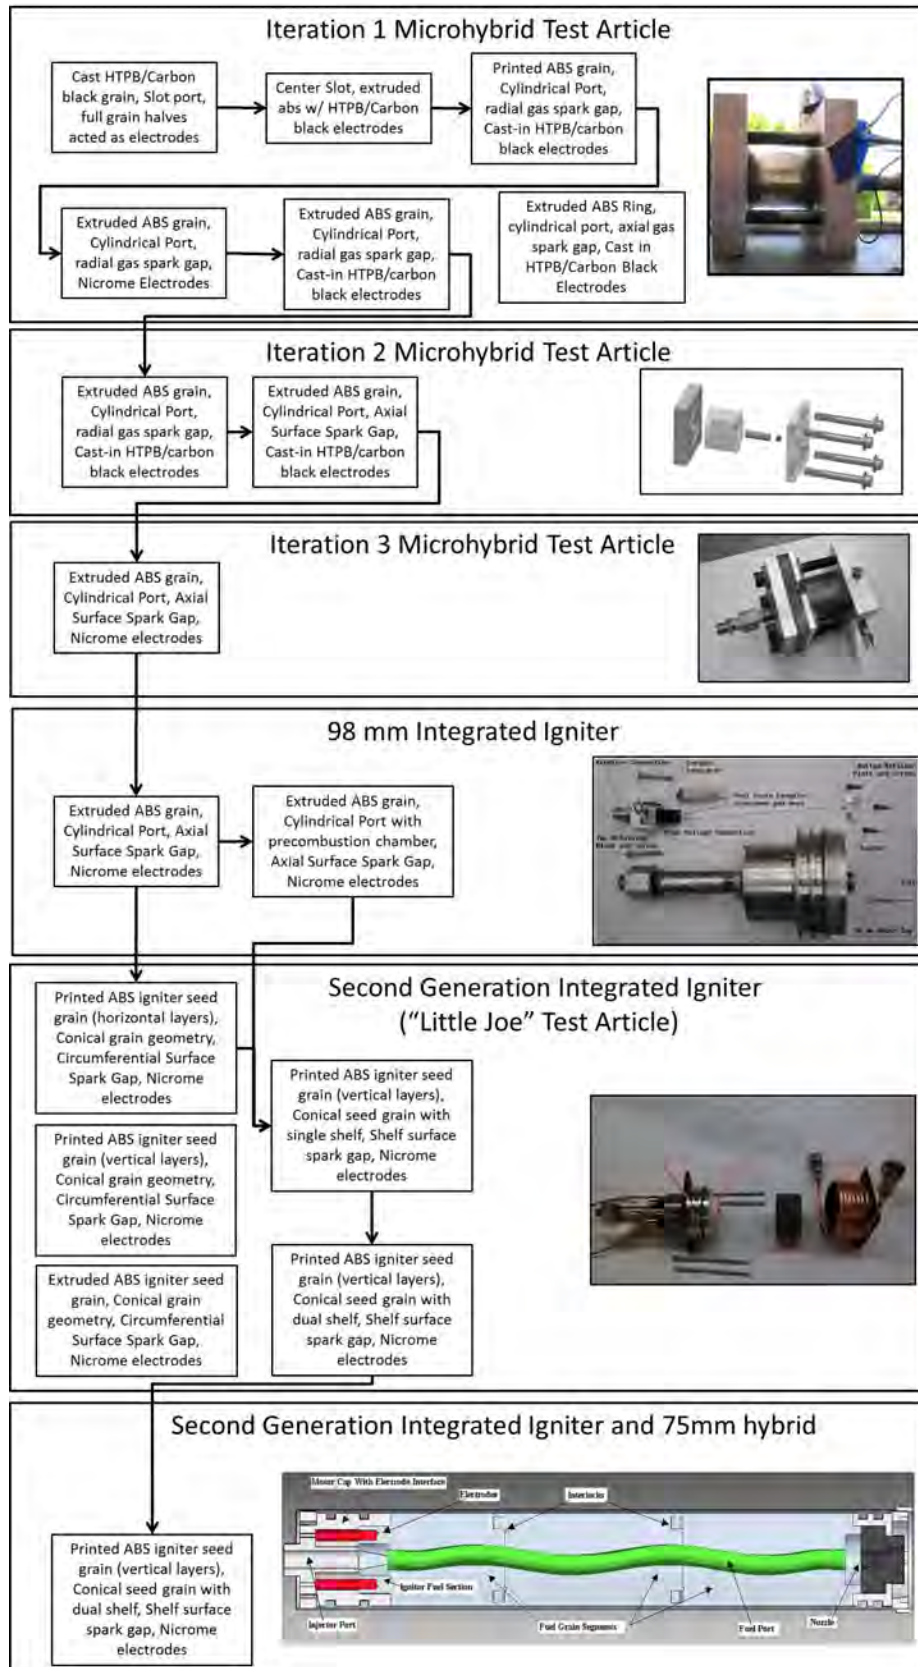 Iteration 1 Microhybrid Test Article
Cast HTPB/Carbon
black grain, Slot port,
full grain halves
acted as electrodes
Center Slot, extruded
abs w/ HTPB/Carbon
black electrodes
Printed ABS grain,
Cylindrical Port,
radial gas spark gap,
Cast-in HTPB/carbon
black electrodes
Extruded ABS grain,
Cylindrical Port,
radial gas spark gap,
Nicrome Electrodes
Extruded ABS grain,
Cylindrical Port,
radial gas spark gap,
Cast-in HTPB/carbon
black electrodes
Extruded ABS Ring,
cylindrical port, axial gas
spark gap, Cast in
HTPB/Carbon Black
Electrodes
Iteration 2 Microhybrid Test Article
Extruded ABS grain,
Cylindrical Port,
radial gas spark gap,
Cast-in HTPB/carbon
black electrodes
Extruded ABS grain,
Cylindrical Port, Axial
Surface Spark Gap,
Cast-in HTPB/carbon
black electrodes
Iteration 3 Microhybrid Test Article
Extruded ABS grain,
Cylindrical Port, Axial
Surface Spark Gap,
Nicrome electrodes
98 mm Integrated Igniter
Extruded ABS grain,
Cylindrical Port, Axial
Surface Spark Gap,
Nicrome electrodes
Extruded ABS grain,
Cylindrical Port with
precombustion chamber,
Axial Surface Spark Gap,
Nicrome electrodes
Second Generation Integrated Igniter
("Little Joe" Test Article)
Printed ABS igniter seed
grain (horizontal layers),
Conical grain geometry,
Circumferential Surface
Spark Gap, Nicrome
electrodes
Printed ABS igniter seed
grain (vertical layers),
Conical seed grain with
single shelf, Shelf surface
spark gap, Nicrome
electrodes
Printed ABS igniter seed
grain (vertical layers),
Conical grain geometry,
Circumferential Surface
Spark Gap, Nicrome
electrodes
Printed ABS igniter seed
grain (vertical layers),
Conical seed grain with
dual shelf, Shelf surface
spark gap, Nicrome
electrodes
Extruded ABS igniter seed
grain, Conical grain
geometry, Circumferential
Surface Spark Gap,
Nicrome electrodes
Second Generation Integrated Igniter and 75mm hybrid
Printed ABS igniter seed
grain (vertical layers),
Conical seed grain with
dual shelf, Shelf surface
spark gap, Nicrome
electrodes
Motor Cap With Electrode Interface
Electrodes
Interlocks
Injector Port
Ignitor Fuel Section
Fuel Grain Segments
Fuel Port
Nozzle